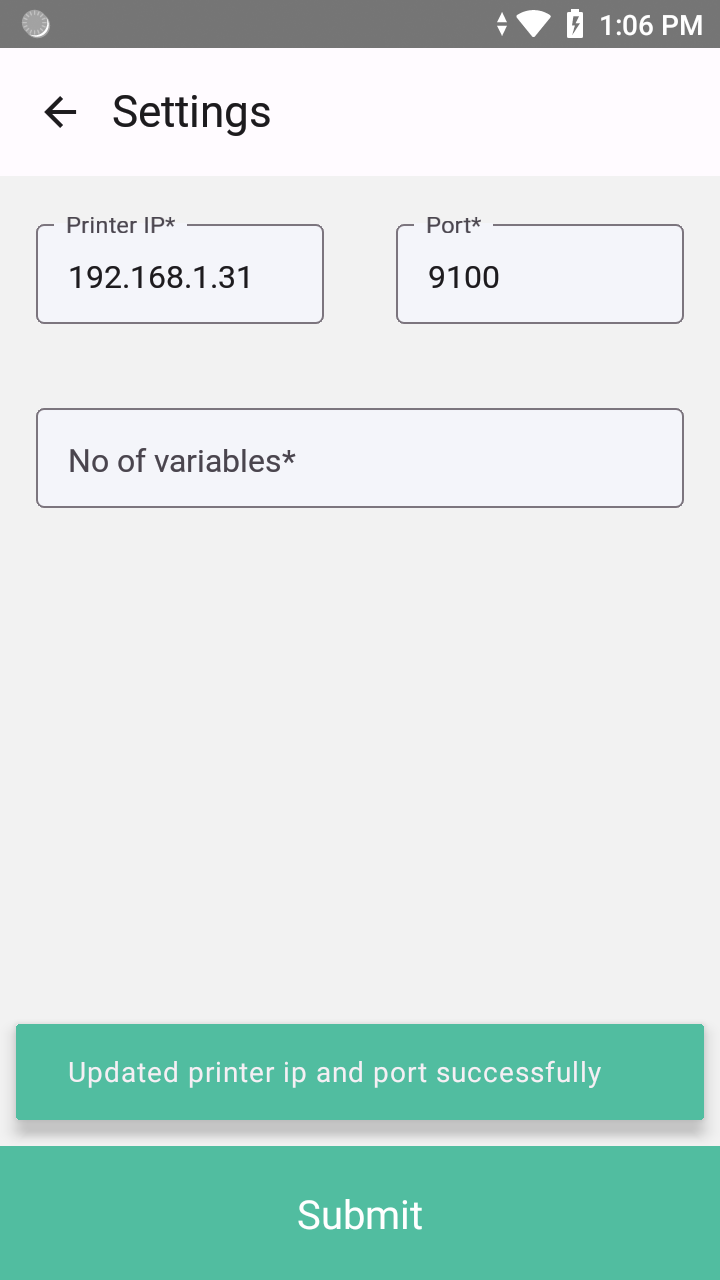 1:06 PM
Settings
Printer IP*
Port*
192.168.1.31
9100
No of variables*
Updated printer ip and port successfully
Submit